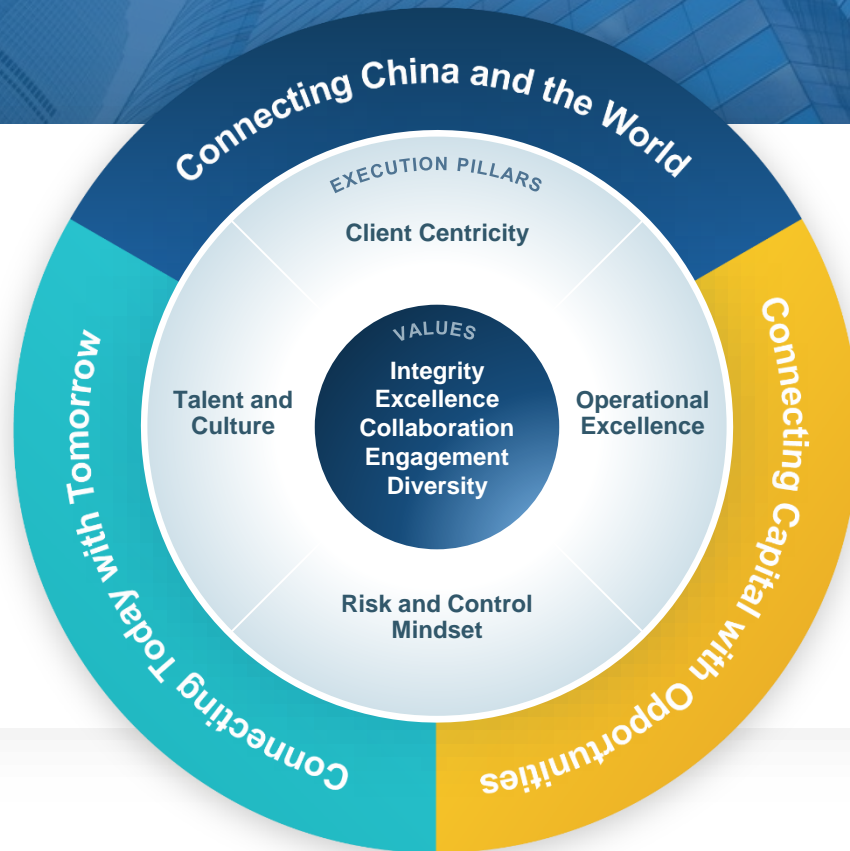 Connecting China and the World
EXECUTION PILLARS
Client Centricity
VALUES
Integrity
Excellence
Collaboration
Engagement
Diversity
Talent and
Culture
Operational
Excellence
Risk and Control
Mindset
Connecting Today with Tomorrow
Connecting Capital with Opportunities